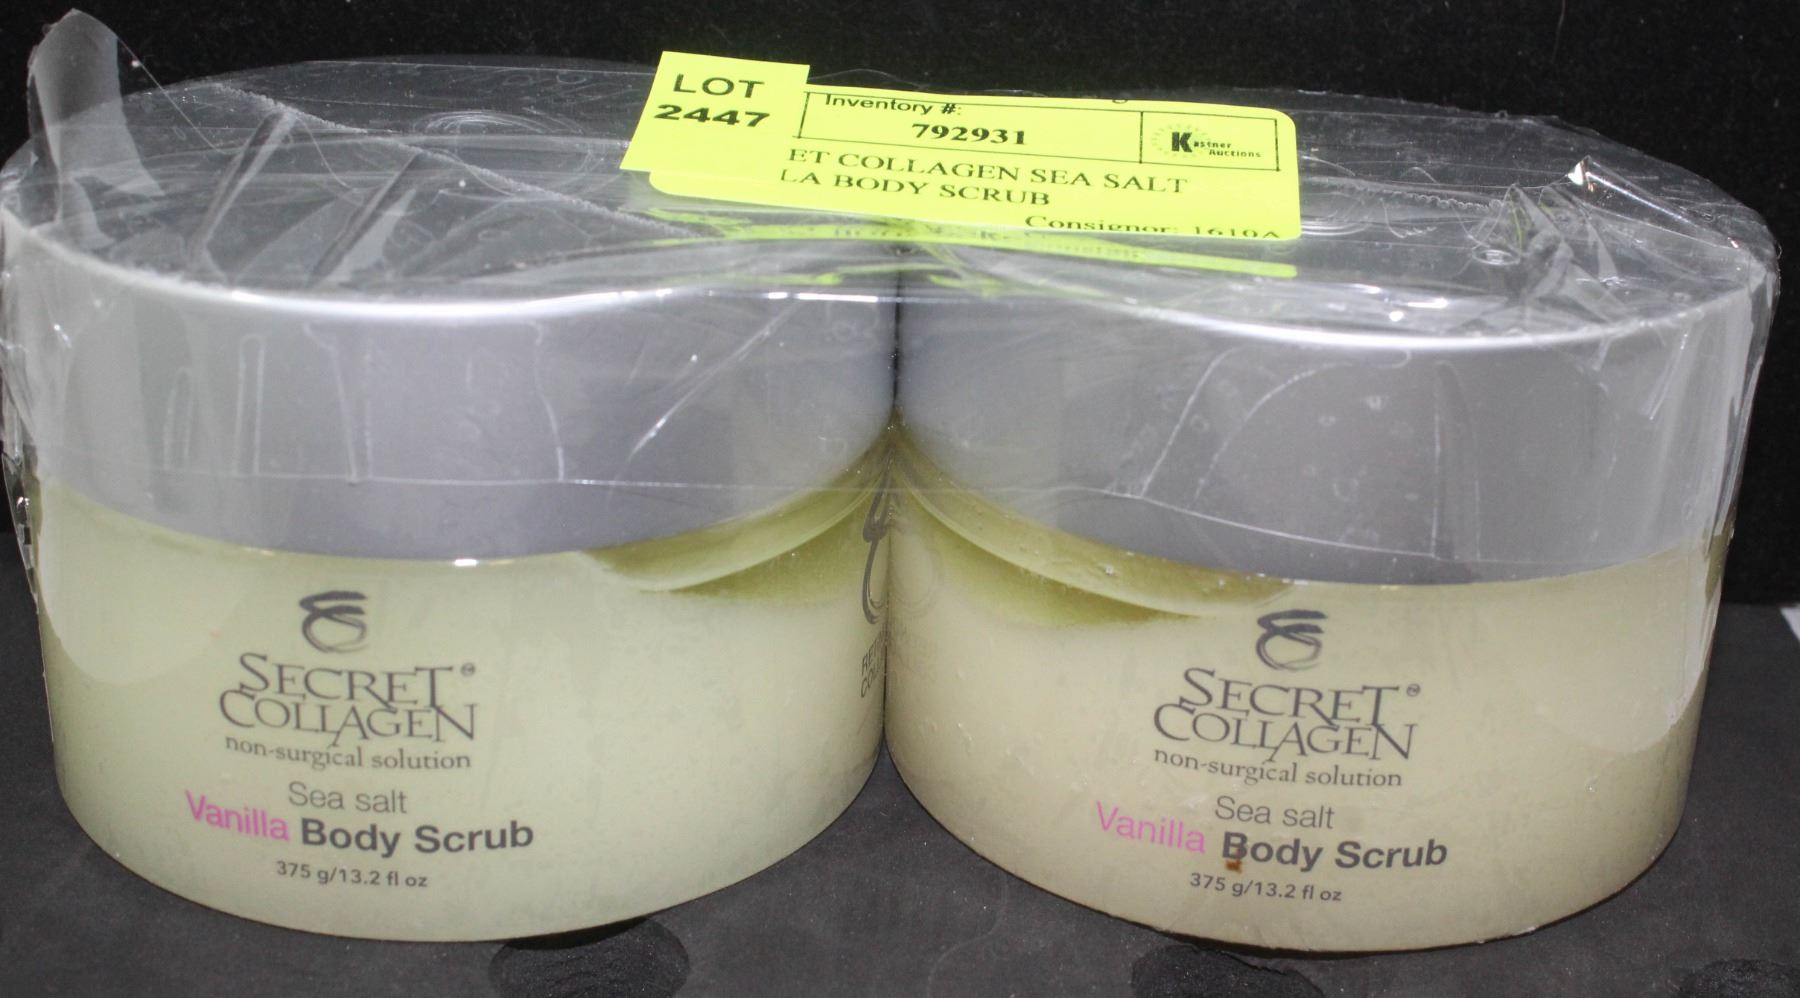 LOT
2447
Inventory #:
792931
Kastner
Auctions
ET COLLAGEN SEA SALT
LA BODY SCRUB
Consignor: 1610A
SECRET
COLLAGEN
non-surgical solution
Sea salt
Vanilla Body Scrub
375 g/13.2 fl oz
SECRET
COLLAGEN
non-surgical solution
Sea salt
Vanilla Body Scrub
375 g/13.2 fl oz